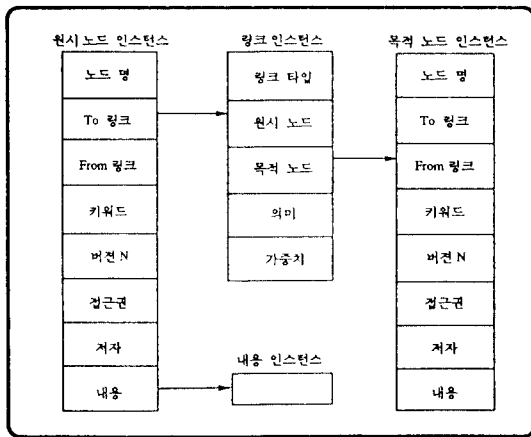 원시 노드 인스턴스
노드 명
To 링크
From 링크
키워드
버젼 N
접근권
저자
내용
링크 인스턴스
링크 타입
원시 노드
목적 노드
의미
가중치
내용 인스턴스
목적 노드 인스턴스
노드 명
To 링크
From 링크
키워드
버젼 N
접근권
저자
내용